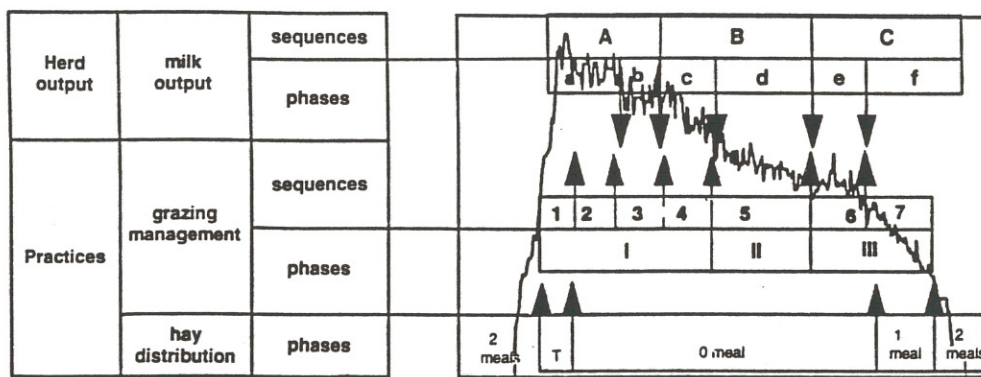 sequences
A B C
Herd output
milk output
a b c d e f
phases
sequences
grazing management
1 2 3 4 5 6 7
Practices
I II III
phases
hay distribution
phases
2 meals T 0 meal 1 meal 2 meals